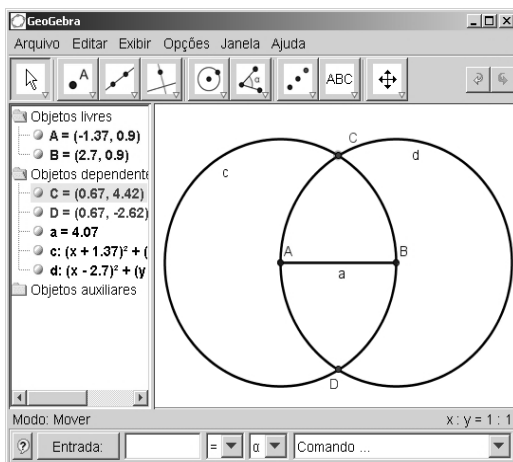 GeoGebra
Arquivo Editar Exibir Opções Janela Ajuda
A
α
ABC
Objetos livres
A = (-1.37, 0.9)
B = (2.7, 0.9)
Objetos dependente
C = (0.67, 4.42)
D = (0.67, -2.62)
a = 4.07
c: (x + 1.37)² + (
d: (x - 2.7)² + (y
Objetos auxiliares
C
c
d
A
B
a
D
Modo: Mover
x : y = 1 : 1
Entrada: = α Comando ...